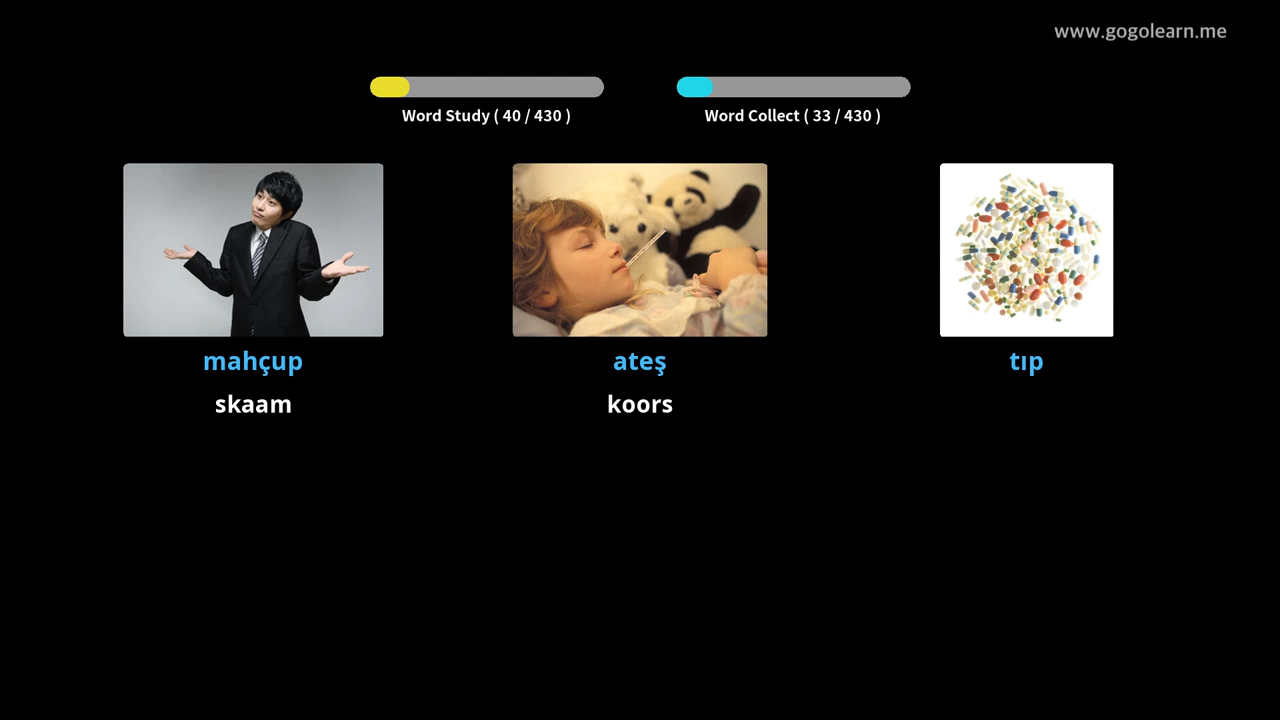 www.gogolearn.me
Word Study ( 40 / 430 )
Word Collect ( 33 / 430 )
mahçup
ateş
tıp
skaam
koors